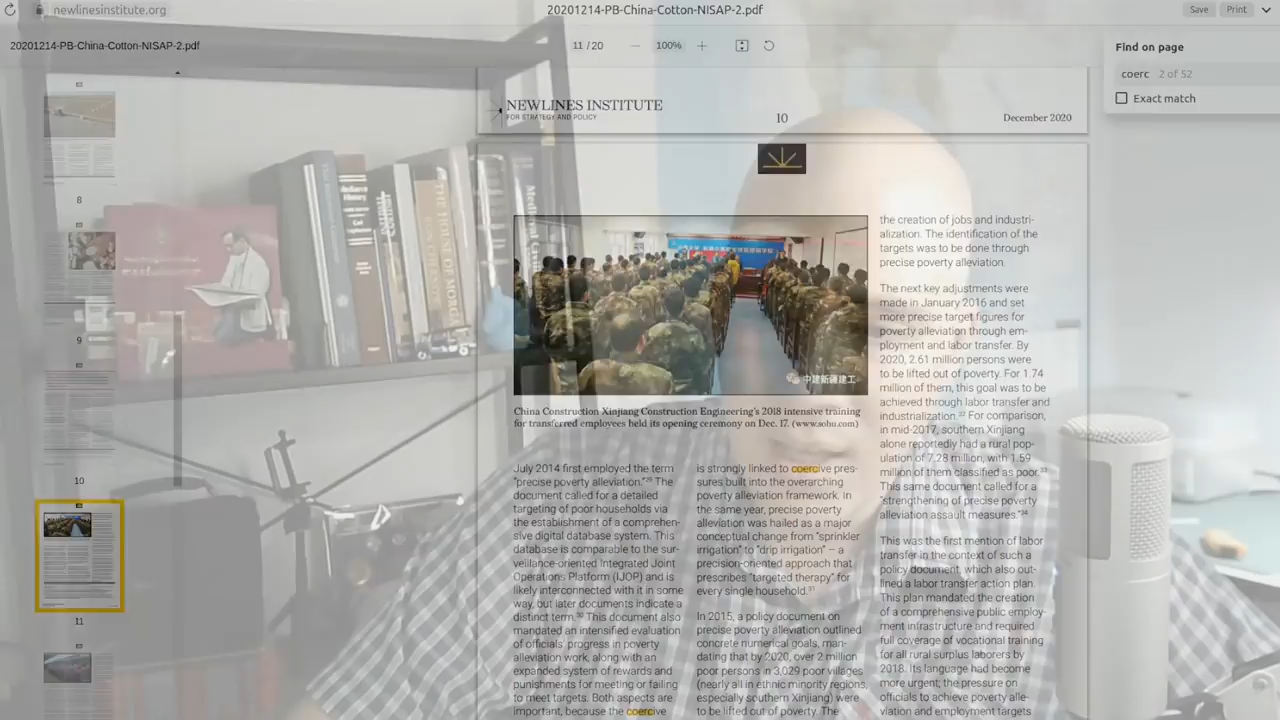 newlinesinstitute.org
20201214-PB-China-Cotton-NISAP-2.pdf
Save
Print
20201214-PB-China-Cotton-NISAP-2.pdf
11 / 20
100%
Find on page
coerc
2 of 52
Exact match
8
9
10
11
NEWLINES INSTITUTE
FOR STRATEGY AND POLICY
10
December 2020
中建新疆建工
China Construction Xinjiang Construction Engineering's 2018 intensive training
for transferred employees held its opening ceremony on Dec. 17. (www.sohu.com)
July 2014 first employed the term
"precise poverty alleviation."29 The
document called for a detailed
targeting of poor households via
the establishment of a comprehen-
sive digital database system. This
database is comparable to the sur-
veillance-oriented Integrated Joint
Operations Platform (IJOP) and is
likely interconnected with it in some
way, but later documents indicate a
distinct term.30 This document also
mandated an intensified evaluation
of officials' progress in poverty
alleviation work, along with an
expanded system of rewards and
punishments for meeting or failing
to meet targets. Both aspects are
important, because the coercive
is strongly linked to coercive pres-
sures built into the overarching
poverty alleviation framework. In
the same year, precise poverty
alleviation was hailed as a major
conceptual change from "sprinkler
irrigation" to "drip irrigation" – a
precision-oriented approach that
prescribes "targeted therapy" for
every single household.31
In 2015, a policy document on
precise poverty alleviation outlined
concrete numerical goals, man-
dating that by 2020, over 2 million
poor persons in 3,029 poor villages
(nearly all in ethnic minority regions,
especially southern Xinjiang) were
to be lifted out of poverty. The
the creation of jobs and industri-
alization. The identification of the
targets was to be done through
precise poverty alleviation.
The next key adjustments were
made in January 2016 and set
more precise target figures for
poverty alleviation through em-
ployment and labor transfer. By
2020, 2.61 million persons were
to be lifted out of poverty. For 1.74
million of them, this goal was to be
achieved through labor transfer and
industrialization.32 For comparison,
in mid-2017, southern Xinjiang
alone reportedly had a rural pop-
ulation of 7.28 million, with 1.59
million of them classified as poor.33
This same document called for a
"strengthening of precise poverty
alleviation assault measures."34
This was the first mention of labor
transfer in the context of such a
policy document, which also out-
lined a labor transfer action plan.
This plan mandated the creation
of a comprehensive public employ-
ment infrastructure and required
full coverage of vocational training
for all rural surplus laborers by
2018. Its language had become
more urgent; the pressure on
officials to achieve poverty alle-
viation and employment targets